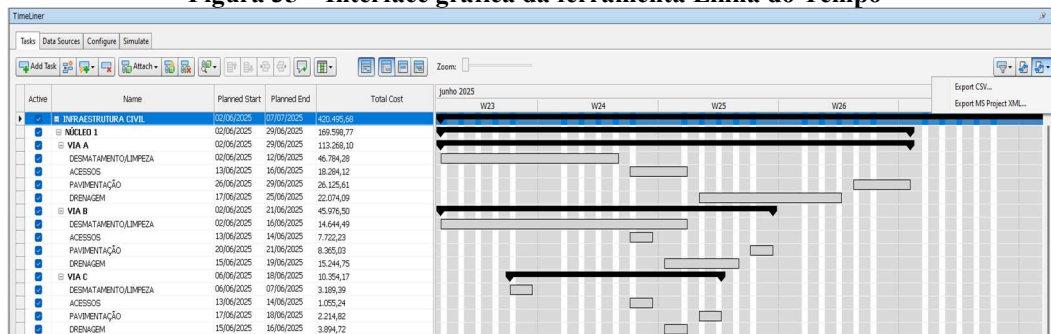 Figura 35 – Interface gráfica da ferramenta Linha do Tempo
TimeLiner
Tasks Data Sources Configure Simulate
Add Task Attach Zoom:
Export CSV...
Export MS Project XML...
Active Name Planned Start Planned End Total Cost junho 2025
W23 W24 W25 W26
INFRAESTRUTURA CIVIL 02/06/2025 07/07/2025 420.495,68
NÚCLEO 1 02/06/2025 29/06/2025 169.598,77
VIA A 02/06/2025 29/06/2025 113.268,10
DESMATAMENTO/LIMPEZA 02/06/2025 12/06/2025 46.784,28
ACESSOS 13/06/2025 16/06/2025 18.284,12
PAVIMENTAÇÃO 26/06/2025 29/06/2025 26.125,61
DRENAGEM 17/06/2025 25/06/2025 22.074,09
VIA B 02/06/2025 21/06/2025 45.976,50
DESMATAMENTO/LIMPEZA 02/06/2025 16/06/2025 14.644,49
ACESSOS 13/06/2025 14/06/2025 7.722,23
PAVIMENTAÇÃO 20/06/2025 21/06/2025 8.365,03
DRENAGEM 15/06/2025 19/06/2025 15.244,75
VIA C 06/06/2025 18/06/2025 10.354,17
DESMATAMENTO/LIMPEZA 06/06/2025 07/06/2025 3.189,39
ACESSOS 13/06/2025 14/06/2025 1.055,24
PAVIMENTAÇÃO 17/06/2025 18/06/2025 2.214,82
DRENAGEM 15/06/2025 16/06/2025 3.894,72